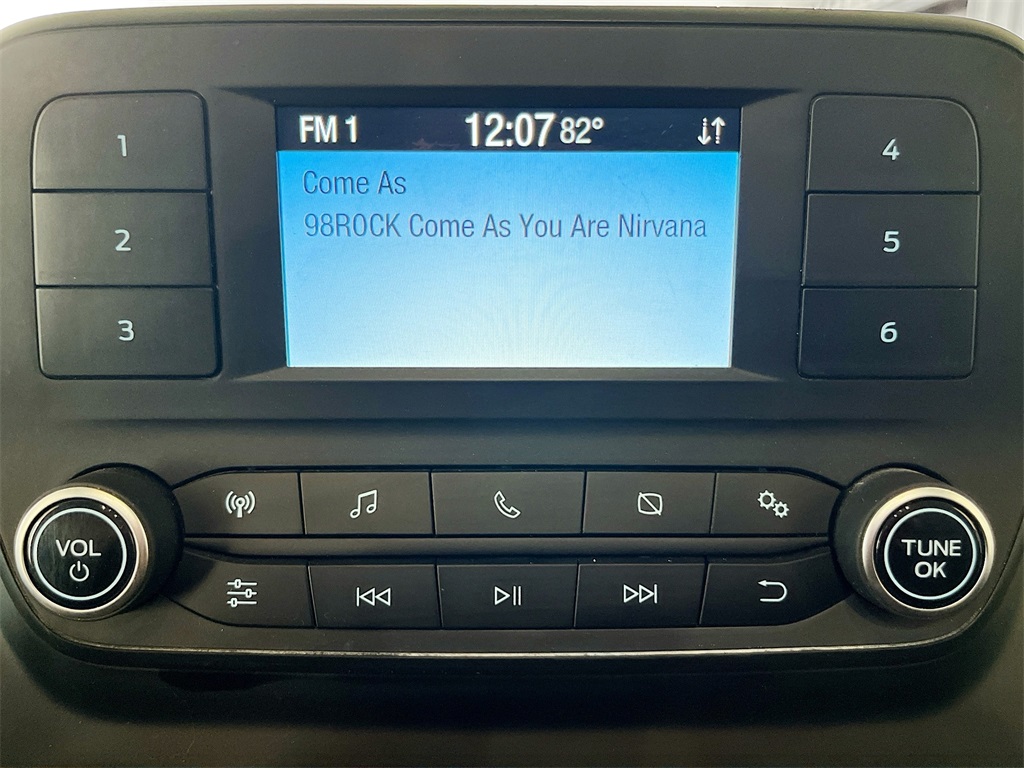 FM 1 12:07 82°
Come As
98ROCK Come As You Are Nirvana
1
2
3
4
5
6
VOL
TUNE
OK